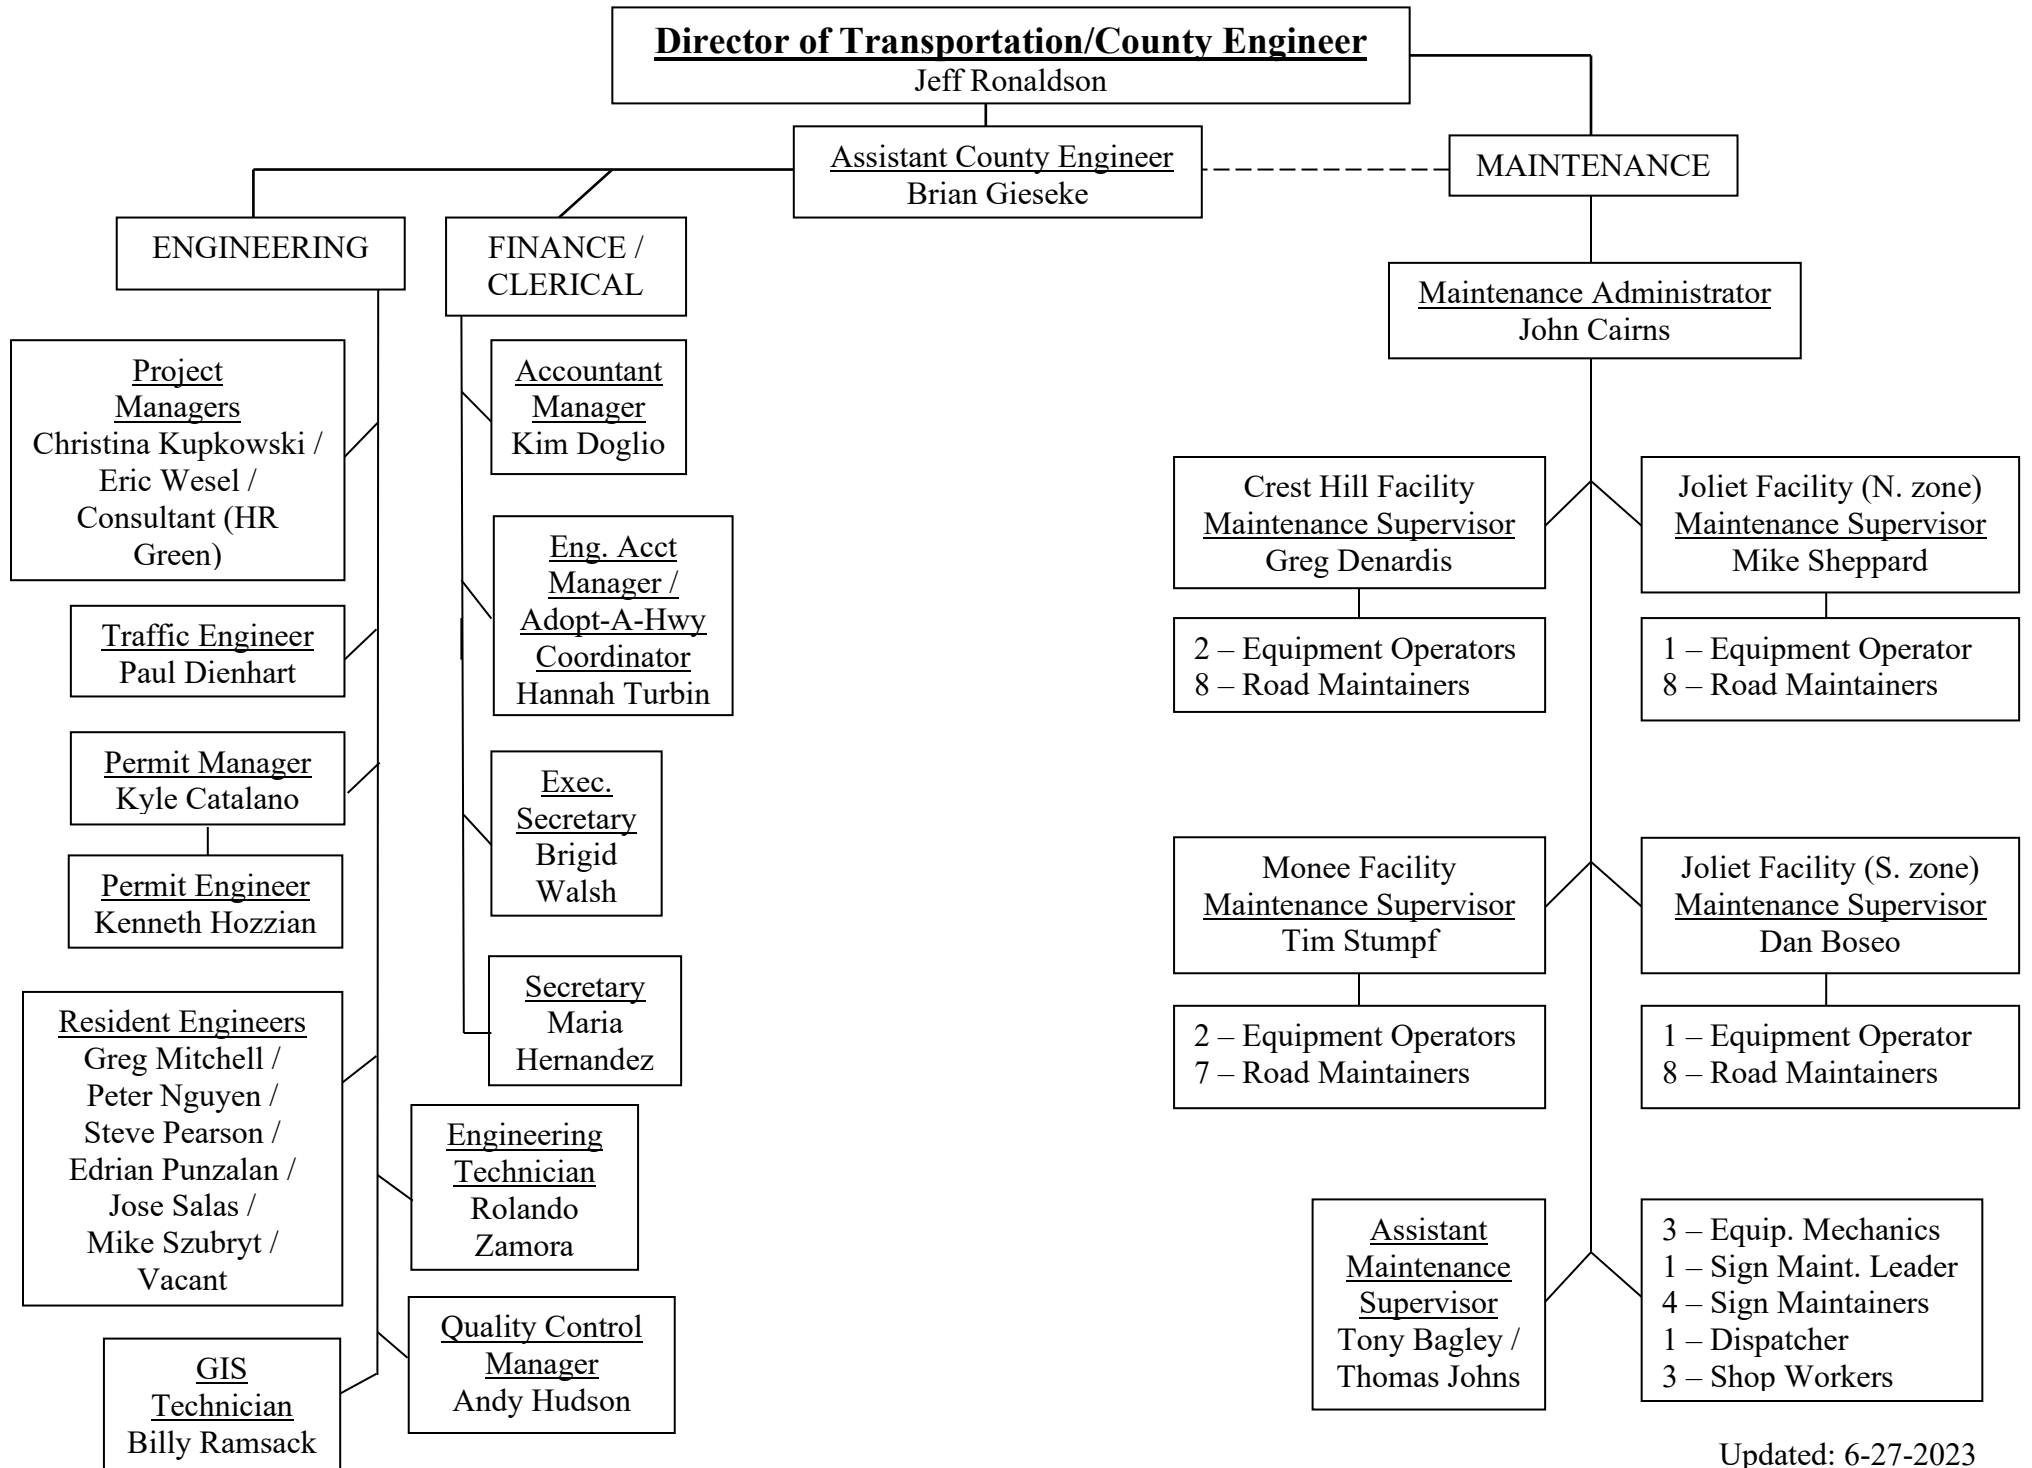 Director of Transportation/County Engineer
Jeff Ronaldson
Assistant County Engineer
Brian Gieseke
MAINTENANCE
ENGINEERING
FINANCE /
CLERICAL
Maintenance Administrator
John Cairns
Project
Managers
Christina Kupkowski /
Eric Wesel /
Consultant (HR
Green)
Traffic Engineer
Paul Dienhart
Permit Manager
Kyle Catalano
Permit Engineer
Kenneth Hozzian
Resident Engineers
Greg Mitchell /
Peter Nguyen /
Steve Pearson /
Edrian Punzalan /
Jose Salas /
Mike Szubryt /
Vacant
GIS
Technician
Billy Ramsack
Accountant
Manager
Kim Doglio
Eng. Acct
Manager /
Adopt-A-Hwy
Coordinator
Hannah Turbin
Exec.
Secretary
Brigid
Walsh
Secretary
Maria
Hernandez
Engineering
Technician
Rolando
Zamora
Quality Control
Manager
Andy Hudson
Crest Hill Facility
Maintenance Supervisor
Greg Denardis
2 – Equipment Operators
8 – Road Maintainers
Joliet Facility (N. zone)
Maintenance Supervisor
Mike Sheppard
1 – Equipment Operator
8 – Road Maintainers
Monee Facility
Maintenance Supervisor
Tim Stumpf
2 – Equipment Operators
7 – Road Maintainers
Joliet Facility (S. zone)
Maintenance Supervisor
Dan Boseo
1 – Equipment Operator
8 – Road Maintainers
Assistant
Maintenance
Supervisor
Tony Bagley /
Thomas Johns
3 – Equip. Mechanics
1 – Sign Maint. Leader
4 – Sign Maintainers
1 – Dispatcher
3 – Shop Workers
Updated: 6-27-2023